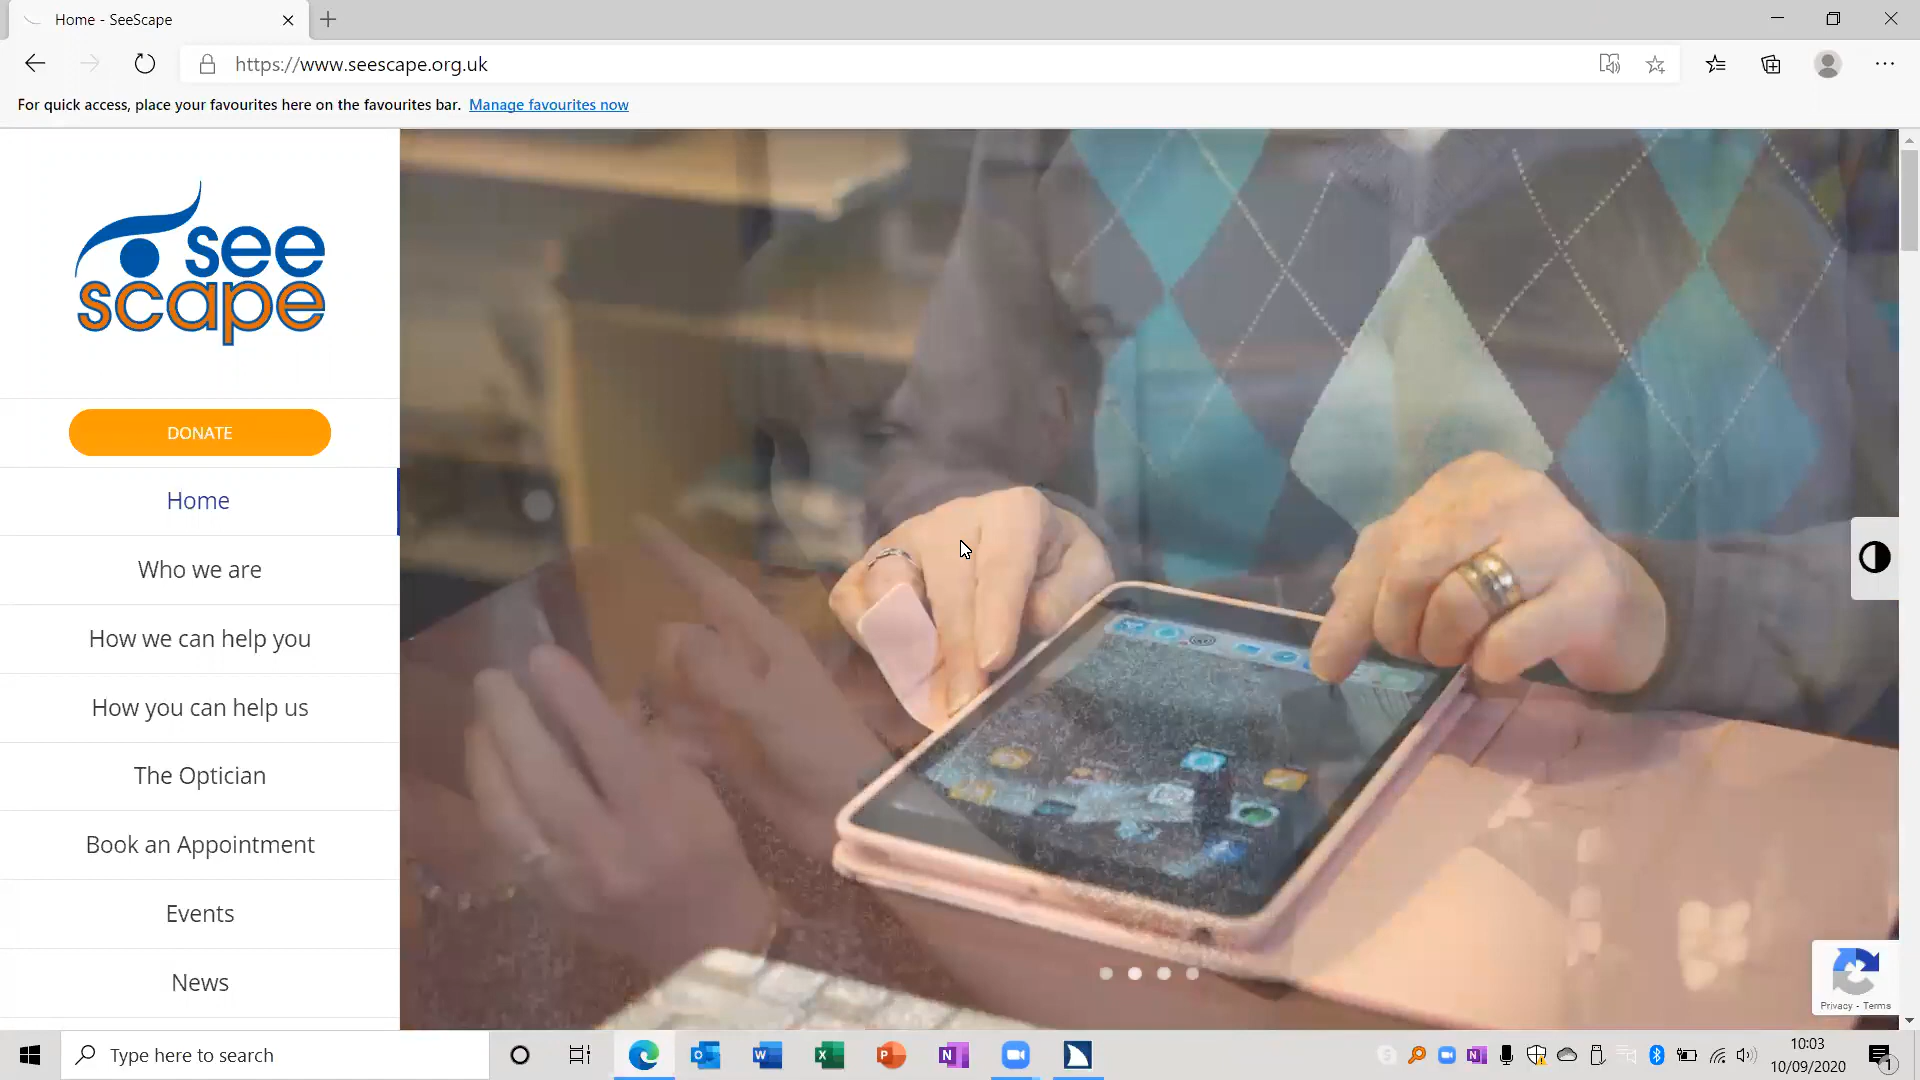 Home - SeeScape
https://www.seescape.org.uk
For quick access, place your favourites here on the favourites bar. Manage favourites now
see
scape
DONATE
Home
Who we are
How we can help you
How you can help us
The Optician
Book an Appointment
Events
News
Privacy - Terms
Type here to search
10:03
10/09/2020
1